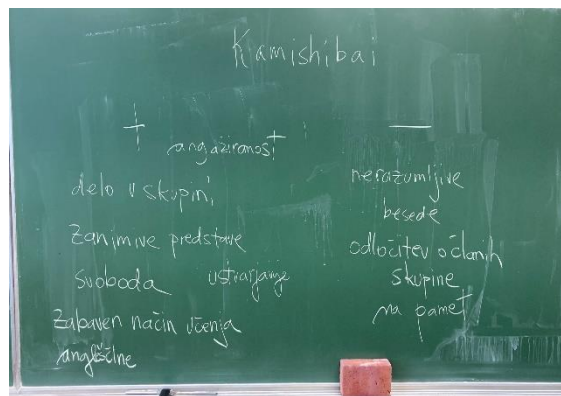 Kamishibai
+
angažiranost
delo v skupini
zanimive predstave
svoboda ustvarjanje
zabaven način učenja
angleščine
—
nerazumljive
besede
odločitev o članih
skupine
na pamet